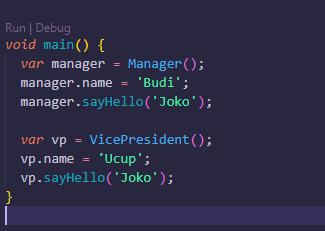 Run | Debug
void main() {
  var manager = Manager();
  manager.name = 'Budi';
  manager.sayHello('Joko');

  var vp = VicePresident();
  vp.name = 'Ucup';
  vp.sayHello('Joko');
}